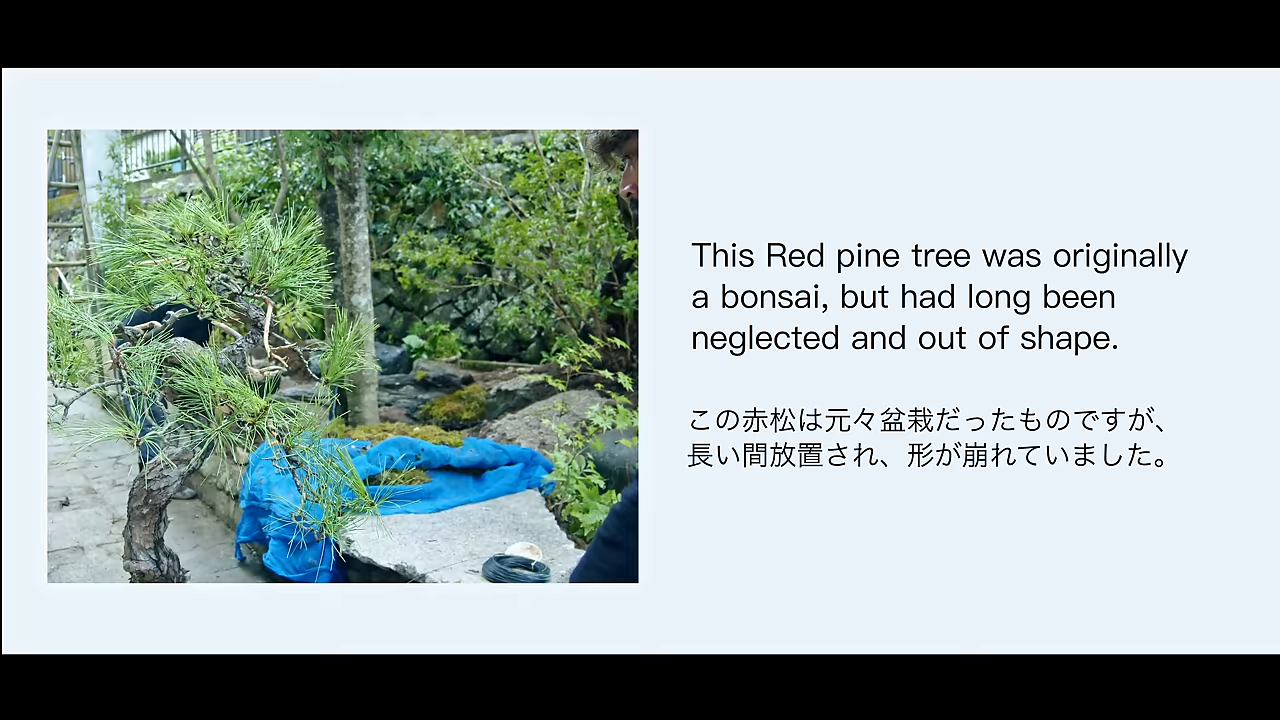 This Red pine tree was originally
a bonsai, but had long been
neglected and out of shape.
この赤松は元々盆栽だったものですが、
長い間放置され、形が崩れていました。